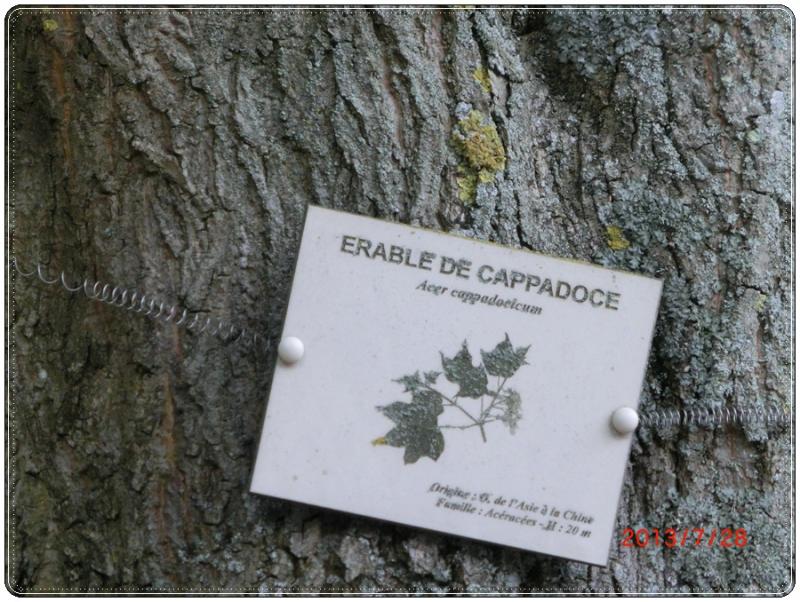 ERABLE DE CAPPADOCE
Acer cappadocicum
Origine : O. de l'Asie à la Chine
Famille : Acéracées - H : 20 m
2013/7/28